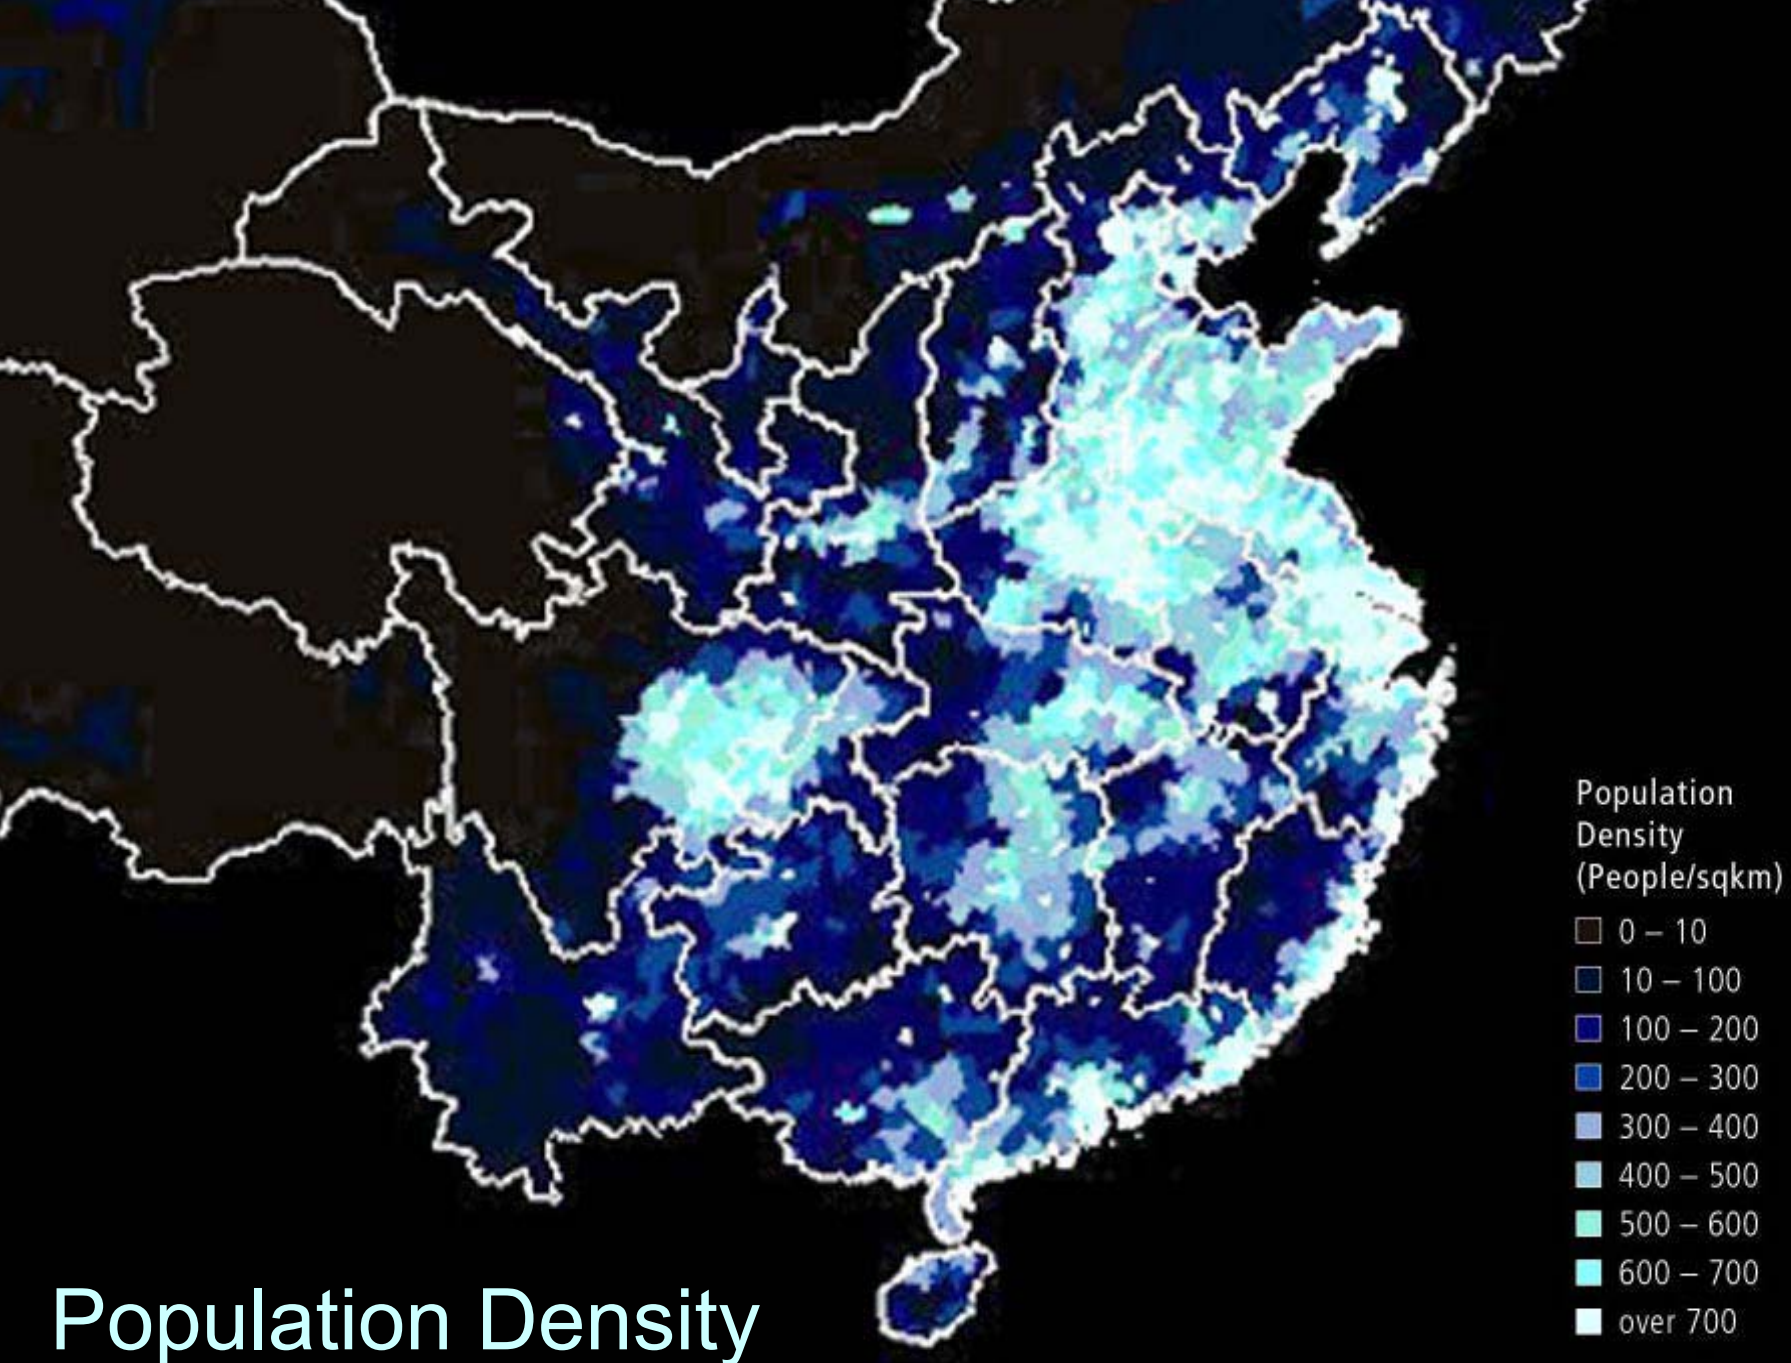 Population
Density
(People/sqkm)
0 – 10
10 – 100
100 – 200
200 – 300
300 – 400
400 – 500
500 – 600
600 – 700
over 700
Population Density